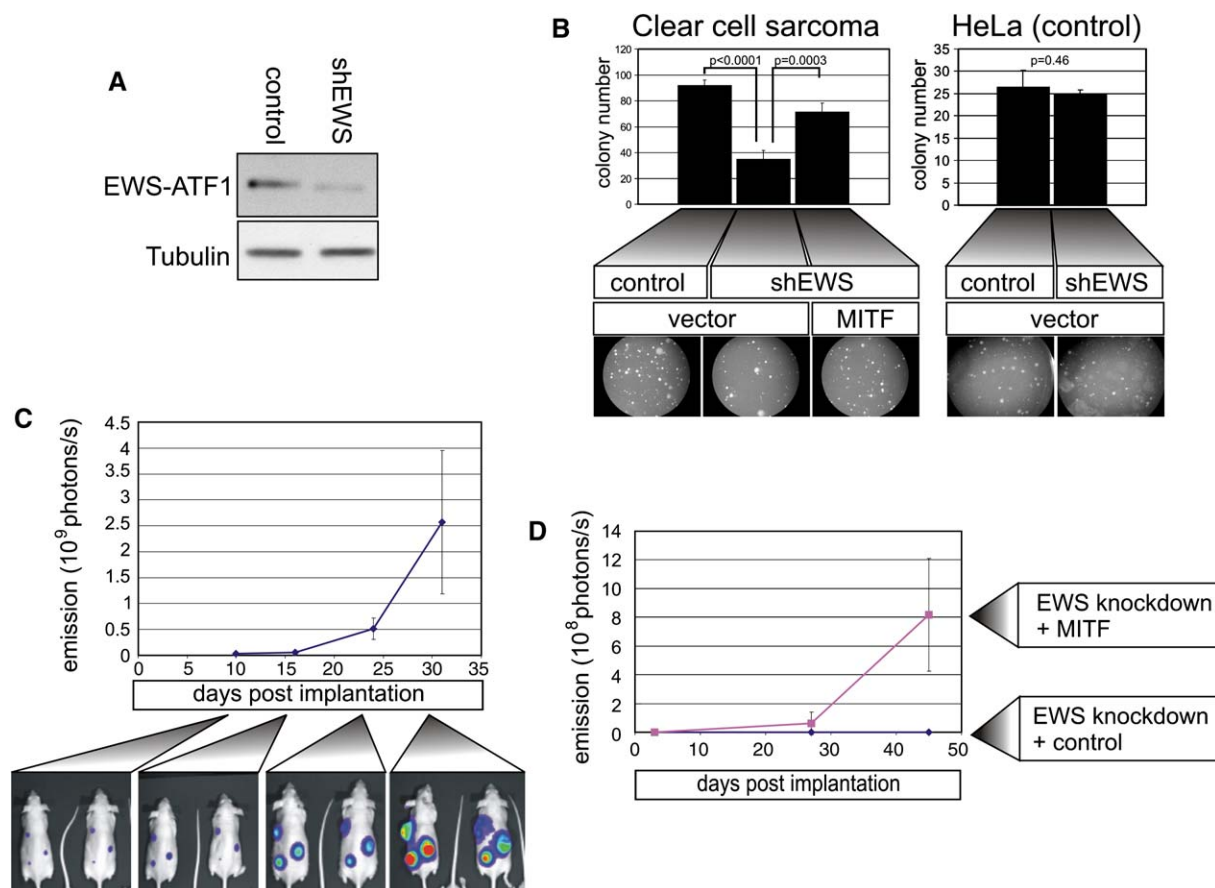 A
control
shEWS
EWS-ATF1
Tubulin
B
Clear cell sarcoma
colony number
120
100
80
60
40
20
0
p<0.0001
p=0.0003
control
shEWS
vector
MITF
HeLa (control)
colony number
35
30
25
20
15
10
5
0
p=0.46
control
shEWS
vector
C
emission (10⁹ photons/s)
4.5
4
3.5
3
2.5
2
1.5
1
0.5
0
0 5 10 15 20 25 30 35
days post implantation
D
emission (10⁸ photons/s)
14
12
10
8
6
4
2
0
0 10 20 30 40 50
days post implantation
EWS knockdown
+ MITF
EWS knockdown
+ control